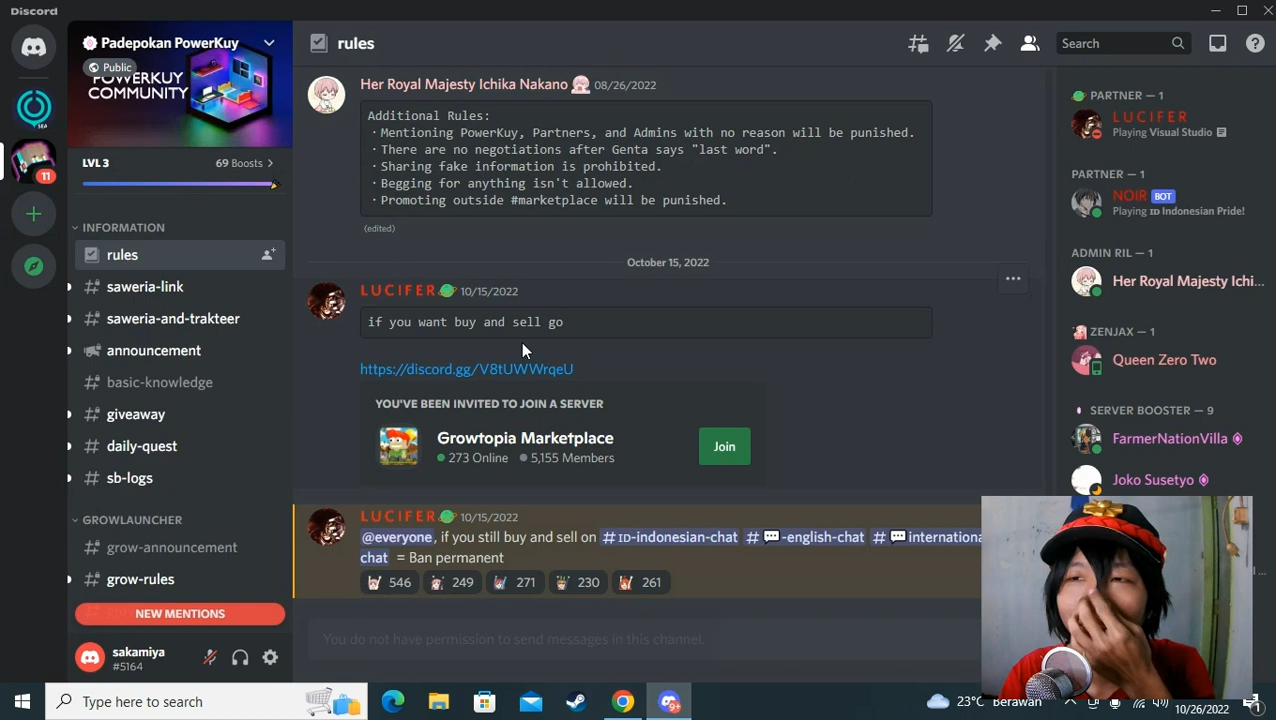 Discord
Padepokan PowerKuy
Public
POWERKUY
COMMUNITY
LVL 3
69 Boosts
INFORMATION
rules
saweria-link
saweria-and-trakteer
announcement
basic-knowledge
giveaway
daily-quest
sb-logs
GROWLAUNCHER
grow-announcement
grow-rules
NEW MENTIONS
sakamiya
#5164
SEA
11
rules
Search
Her Royal Majesty Ichika Nakano 08/26/2022
Additional Rules:
· Mentioning PowerKuy, Partners, and Admins with no reason will be punished.
· There are no negotiations after Genta says "last word".
· Sharing fake information is prohibited.
· Begging for anything isn't allowed.
· Promoting outside #marketplace will be punished.
(edited)
October 15, 2022
LUCIFER 10/15/2022
if you want buy and sell go
https://discord.gg/V8tUWWrqeU
YOU'VE BEEN INVITED TO JOIN A SERVER
Growtopia Marketplace
273 Online 5,155 Members
Join
LUCIFER 10/15/2022
@everyone, if you still buy and sell on # ID-indonesian-chat # -english-chat # internationa
chat = Ban permanent
546 249 271 230 261
You do not have permission to send messages in this channel.
PARTNER — 1
LUCIFER
Playing Visual Studio
PARTNER — 1
NOIR BOT
Playing ID Indonesian Pride!
ADMIN RIL — 1
Her Royal Majesty Ichi...
ZENJAX — 1
Queen Zero Two
SERVER BOOSTER — 9
FarmerNationVilla
Joko Susetyo
Type here to search
9+
23°C Berawan
10/26/2022
1